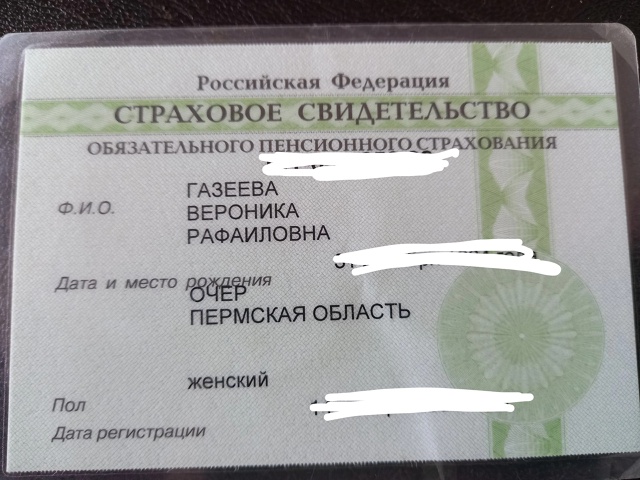 Российская Федерация
СТРАХОВОЕ СВИДЕТЕЛЬСТВО
ОБЯЗАТЕЛЬНОГО ПЕНСИОННОГО СТРАХОВАНИЯ
Ф.И.О.
ГАЗЕЕВА
ВЕРОНИКА
РАФАИЛОВНА
Дата и место рождения
ОЧЕР
ПЕРМСКАЯ ОБЛАСТЬ
женский
Пол
Дата регистрации